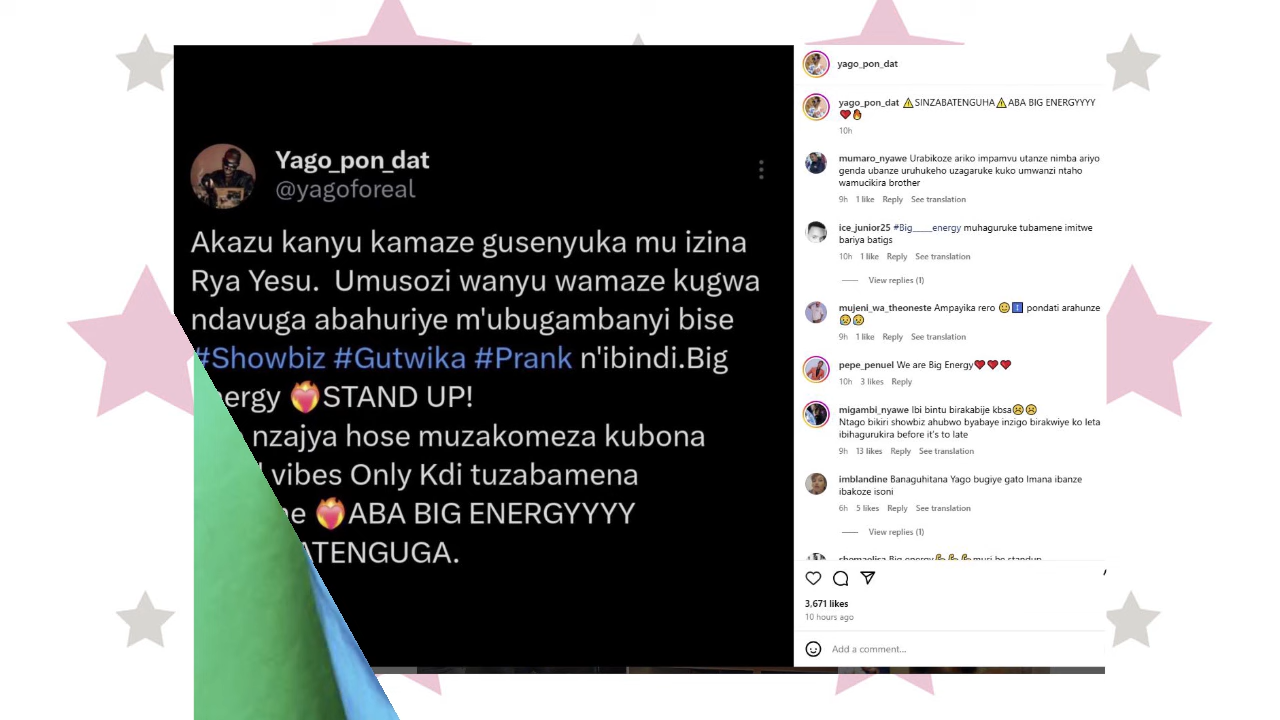 Yago_pon_dat
@yagoforeal
Akazu kanyu kamaze gusenyuka mu izina
Rya Yesu. Umusozi wanyu wamaze kugwa
ndavuga abahuriye m'ubugambanyi bise
#Showbiz #Gutwika #Prank n'ibindi.Big
❤️‍🔥STAND UP!
nzajya hose muzakomeza kubona
vibes Only Kdi tuzabamena
❤️‍🔥ABA BIG ENERGYYYY
yago_pon_dat
yago_pon_dat ⚠️SINZABATENGUHA⚠️ABA BIG ENERGYYYY
❤️🔥
10h
mumaro_nyawe Urabikoze ariko impamvu utanze nimba ariyo
genda ubanze uruhukeho uzagaruke kuko umwanzi ntaho
wamucikira brother
9h 1 like Reply See translation
ice_junior25 #Big____energy muhaguruke tubamene imitwe
bariya batigs
10h 1 like Reply See translation
View replies (1)
mujeni_wa_theoneste Ampayika rero pondati arahunze
🥲🥲
9h 1 like Reply See translation
pepe_penuel We are Big Energy❤️❤️❤️
10h 3 likes Reply
migambi_nyawe Ibi bintu birakabije kbsa☹️☹️
Ntago bikiri showbiz ahubwo byabaye inzigo birakwiye ko leta
ibihagurukira before it's to late
9h 13 likes Reply See translation
imblandine Banaguhitana Yago bugiye gato Imana ibanze
ibakoze isoni
6h 5 likes Reply See translation
View replies (1)
3,671 likes
10 hours ago
Add a comment...